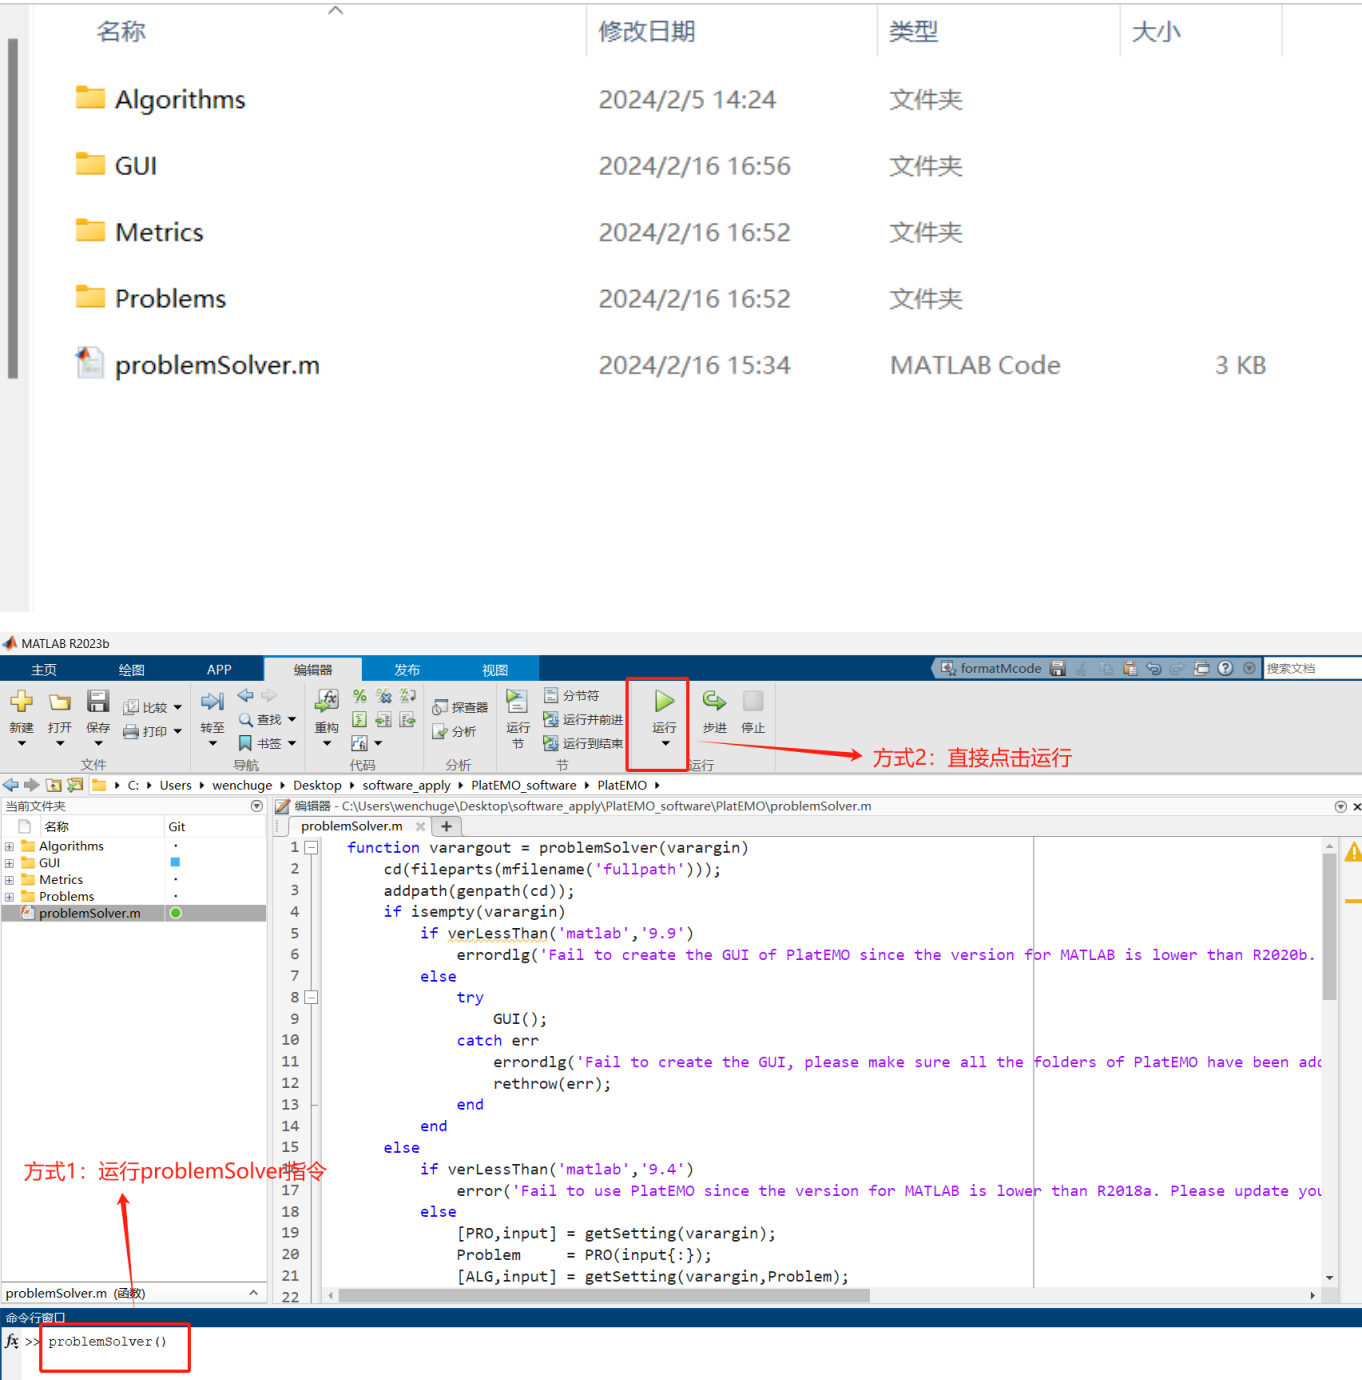 名称 修改日期 类型 大小
Algorithms 2024/2/5 14:24 文件夹
GUI 2024/2/16 16:56 文件夹
Metrics 2024/2/16 16:52 文件夹
Problems 2024/2/16 16:52 文件夹
problemSolver.m 2024/2/16 15:34 MATLAB Code 3 KB
MATLAB R2023b
主页 绘图 APP 编辑器 发布 视图 formatMcode 搜索文档
新建 打开 保存 比较 打印 转至 查找 书签 重构 探查器 分析 运行节 分节符 运行并前进 运行到结束 运行 步进 停止
文件 导航 代码 分析 节 运行
方式2：直接点击运行
C: Users wenchuge Desktop software_apply PlatEMO_software PlatEMO
当前文件夹
编辑器 - C:\Users\wenchuge\Desktop\software_apply\PlatEMO_software\PlatEMO\problemSolver.m
名称 Git
Algorithms
GUI
Metrics
Problems
problemSolver.m
problemSolver.m
1 function varargout = problemSolver(varargin)
2 cd(fileparts(mfilename('fullpath')));
3 addpath(genpath(cd));
4 if isempty(varargin)
5 if verLessThan('matlab','9.9')
6 errordlg('Fail to create the GUI of PlatEMO since the version for MATLAB is lower than R2020b.
7 else
8 try
9 GUI();
10 catch err
11 errordlg('Fail to create the GUI, please make sure all the folders of PlatEMO have been add
12 rethrow(err);
13 end
14 end
15 else
16 if verLessThan('matlab','9.4')
17 error('Fail to use PlatEMO since the version for MATLAB is lower than R2018a. Please update you
18 else
19 [PRO,input] = getSetting(varargin);
20 Problem = PRO(input{:});
21 [ALG,input] = getSetting(varargin,Problem);
22
方式1：运行problemSolver指令
problemSolver.m (函数)
命令行窗口
fx >> problemSolver()